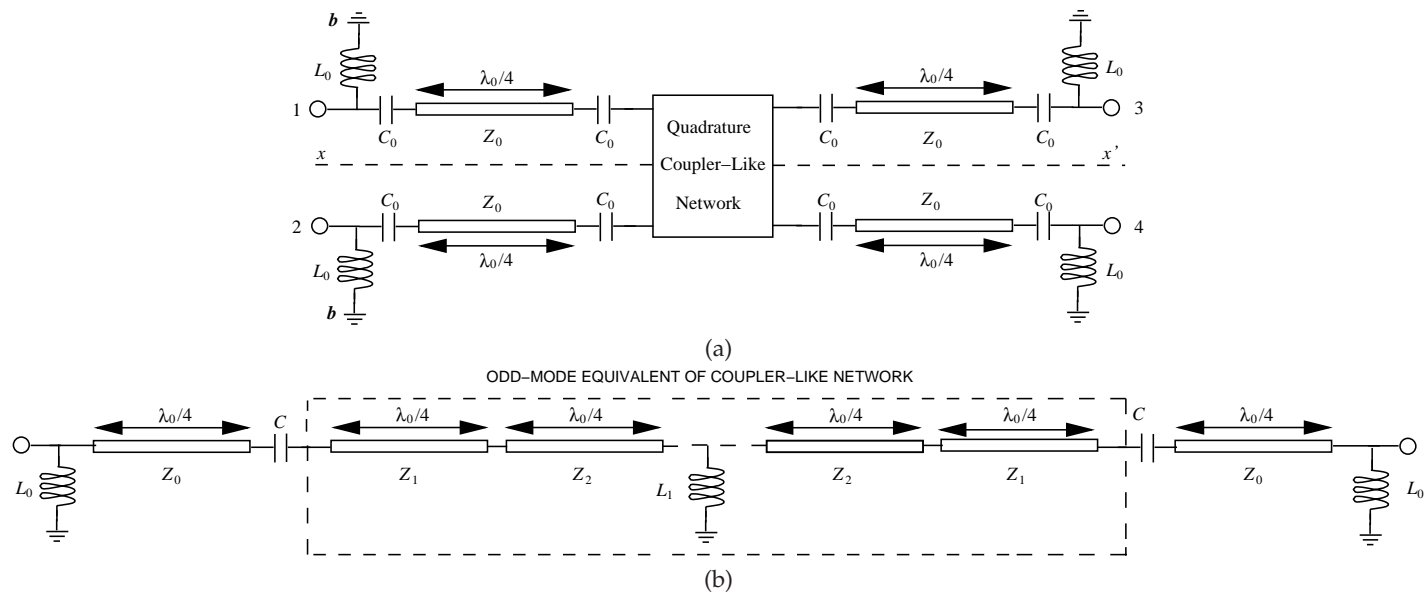 b
b
L0 L0
λ0/4 λ0/4
1 3
C0 Z0 C0 Quadrature C0 Z0 C0
x Coupler–Like x'
C0 Z0 C0 Network C0 Z0 C0
2 4
L0 λ0/4 λ0/4 L0
b
(a)
ODD–MODE EQUIVALENT OF COUPLER–LIKE NETWORK
λ0/4 C λ0/4 λ0/4 λ0/4 λ0/4 C λ0/4
L0 Z0 Z1 Z2 L1 Z2 Z1 Z0 L0
(b)